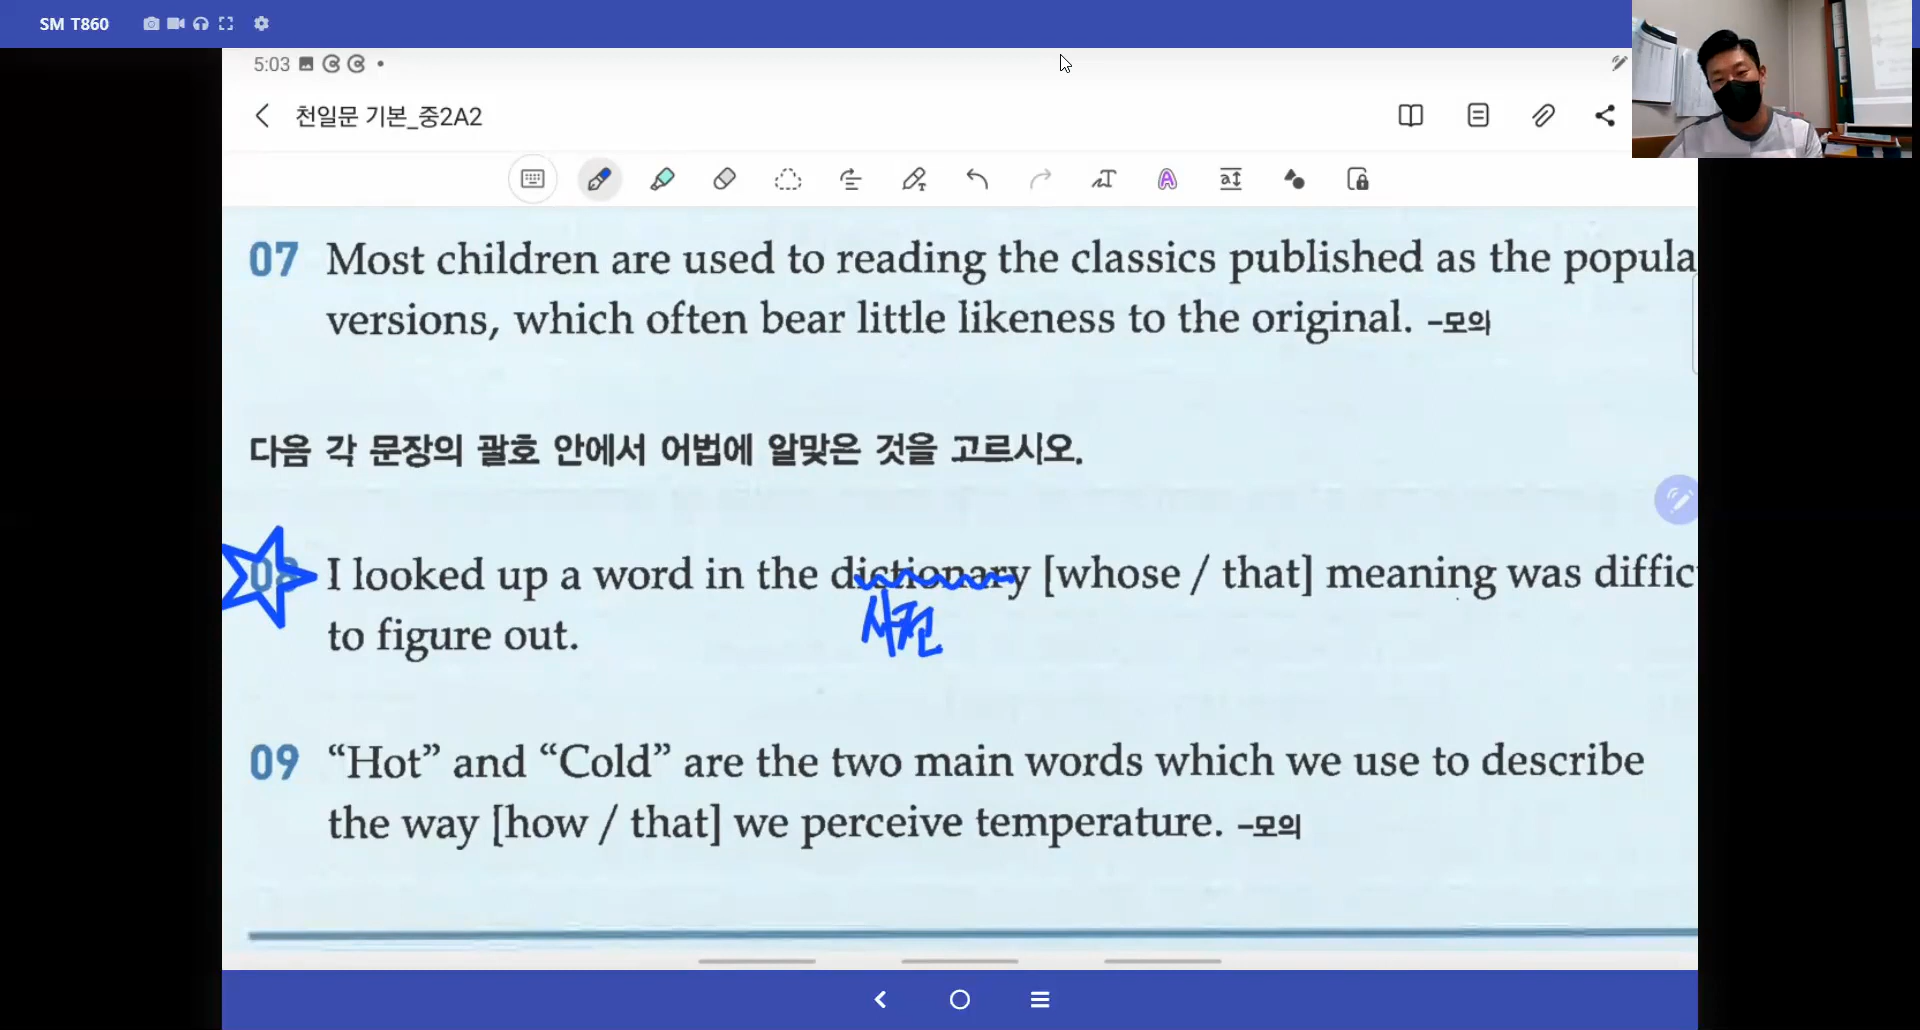 SM T860
5:03
천일문 기본_중2A2
07 Most children are used to reading the classics published as the popula
versions, which often bear little likeness to the original. –모의
다음 각 문장의 괄호 안에서 어법에 알맞은 것을 고르시오.
08 I looked up a word in the dictionary [whose / that] meaning was diffic
사전
to figure out.
09 “Hot” and “Cold” are the two main words which we use to describe
the way [how / that] we perceive temperature. –모의